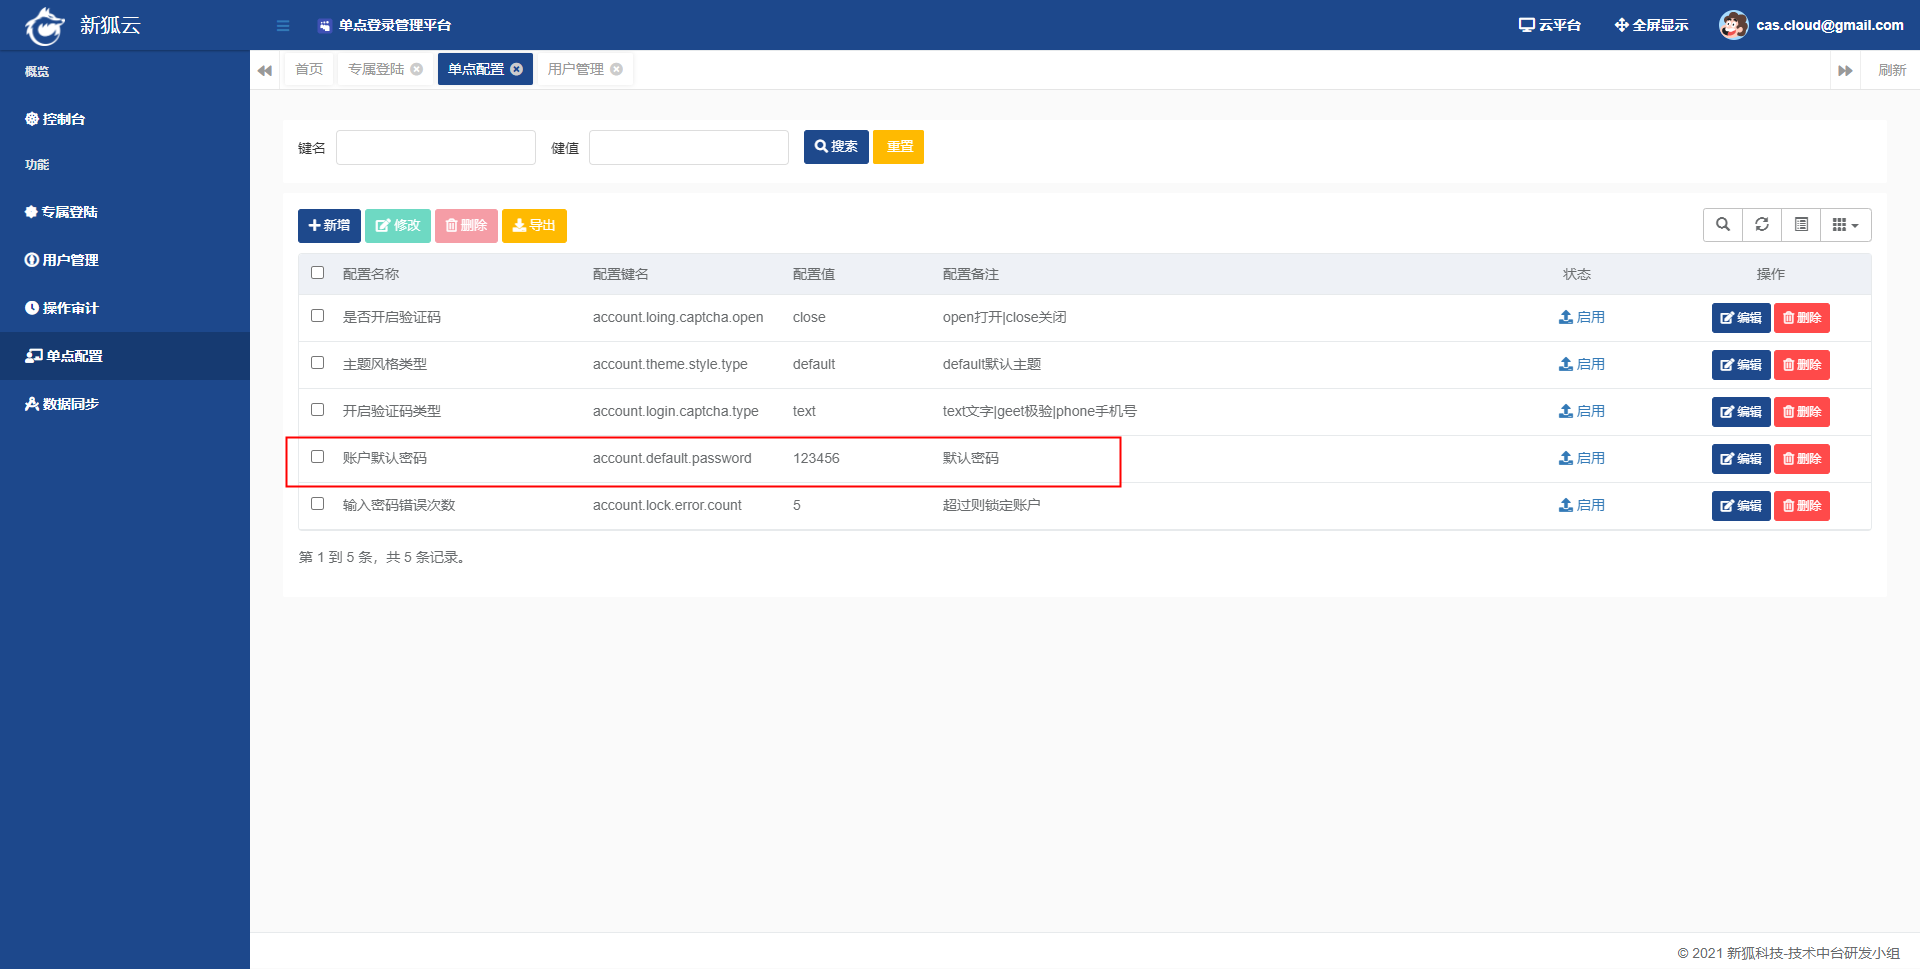 新狐云
单点登录管理平台
云平台
全屏显示
cas.cloud@gmail.com
概览
控制台
功能
专属登陆
用户管理
操作审计
单点配置
数据同步
首页
专属登陆
单点配置
用户管理
刷新
键名
健值
搜索
重置
新增
修改
删除
导出
配置名称 配置键名 配置值 配置备注 状态 操作
是否开启验证码 account.loing.captcha.open close open打开|close关闭 启用 编辑 删除
主题风格类型 account.theme.style.type default default默认主题 启用 编辑 删除
开启验证码类型 account.login.captcha.type text text文字|geet极验|phone手机号 启用 编辑 删除
账户默认密码 account.default.password 123456 默认密码 启用 编辑 删除
输入密码错误次数 account.lock.error.count 5 超过则锁定账户 启用 编辑 删除
第 1 到 5 条，共 5 条记录。
© 2021 新狐科技-技术中台研发小组